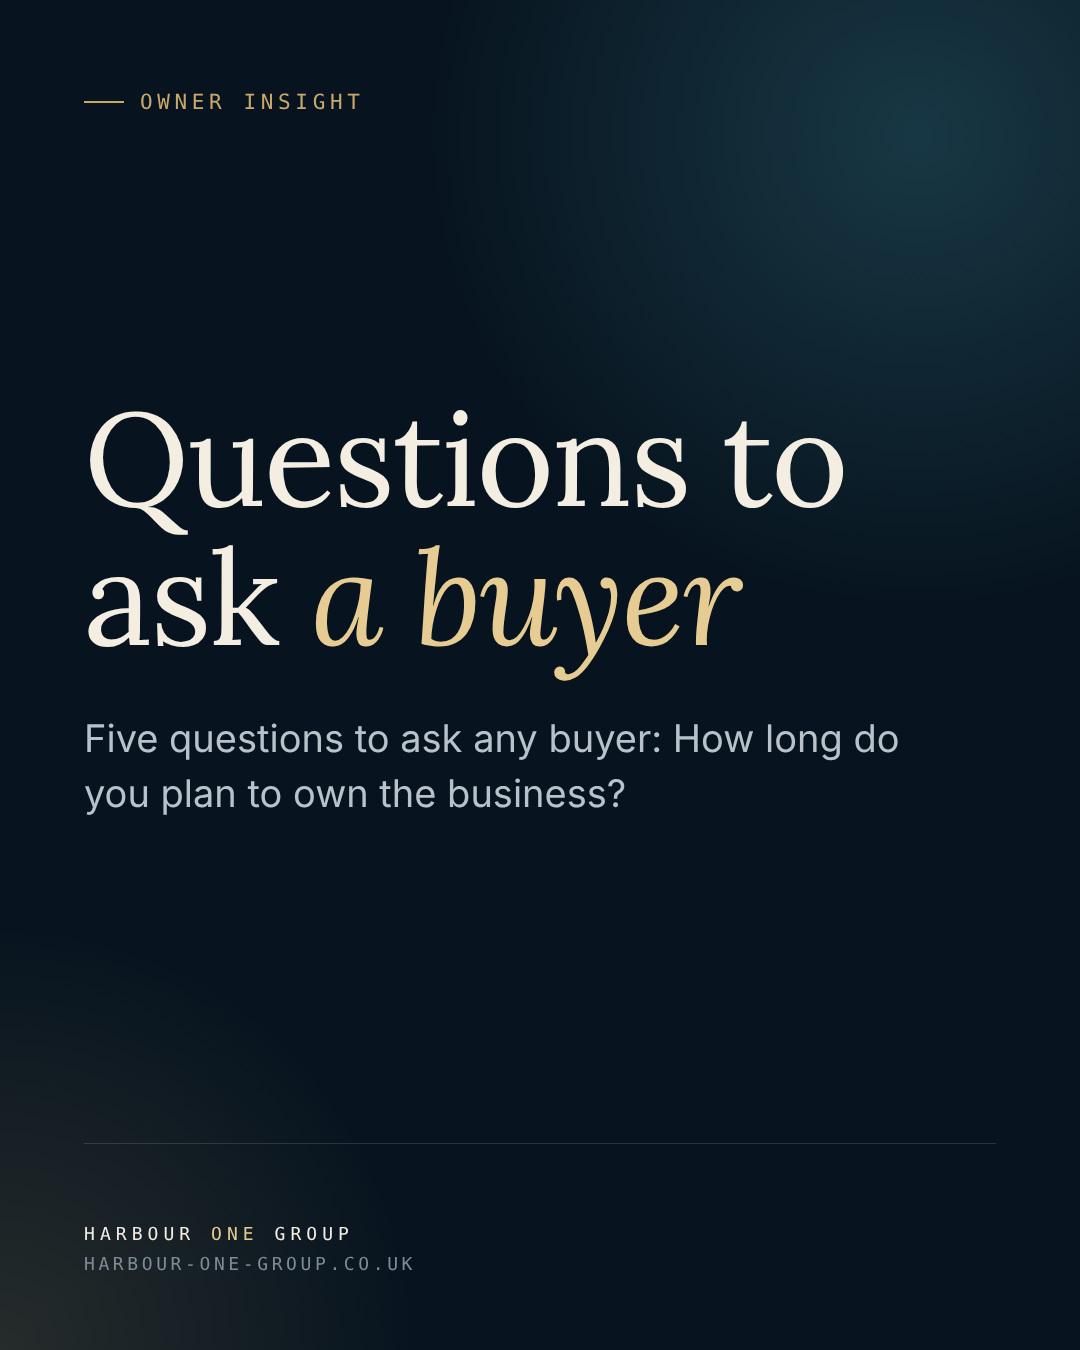 OWNER INSIGHT
Questions to
ask a buyer
Five questions to ask any buyer: How long do
you plan to own the business?
HARBOUR ONE GROUP
HARBOUR-ONE-GROUP.CO.UK